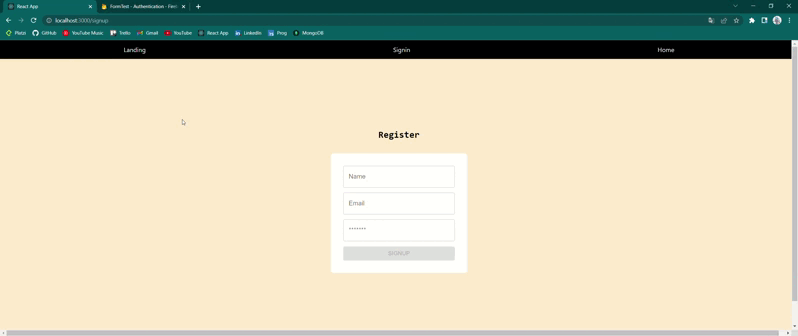 React App
FormTest - Authentication - Fire
localhost:3000/signup
Platzi
GitHub
YouTube Music
Trello
Gmail
YouTube
React App
LinkedIn
Prog
MongoDB
Landing
Signin
Home
Register
Name
Email
*******
SIGNUP